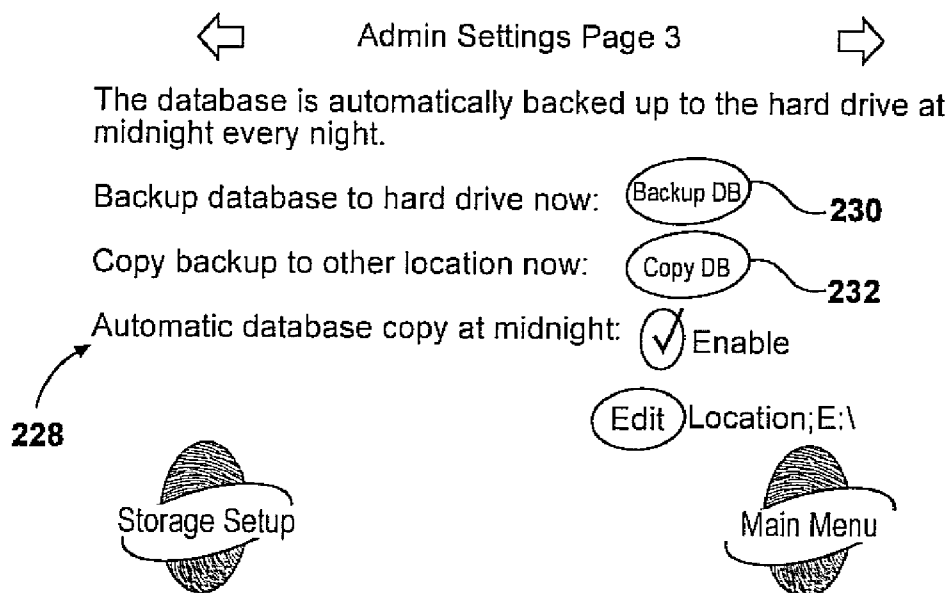 Admin Settings Page 3
The database is automatically backed up to the hard drive at
midnight every night.
Backup database to hard drive now: Backup DB 230
Copy backup to other location now: Copy DB 232
Automatic database copy at midnight: Enable
228
Edit Location;E:\
Storage Setup
Main Menu